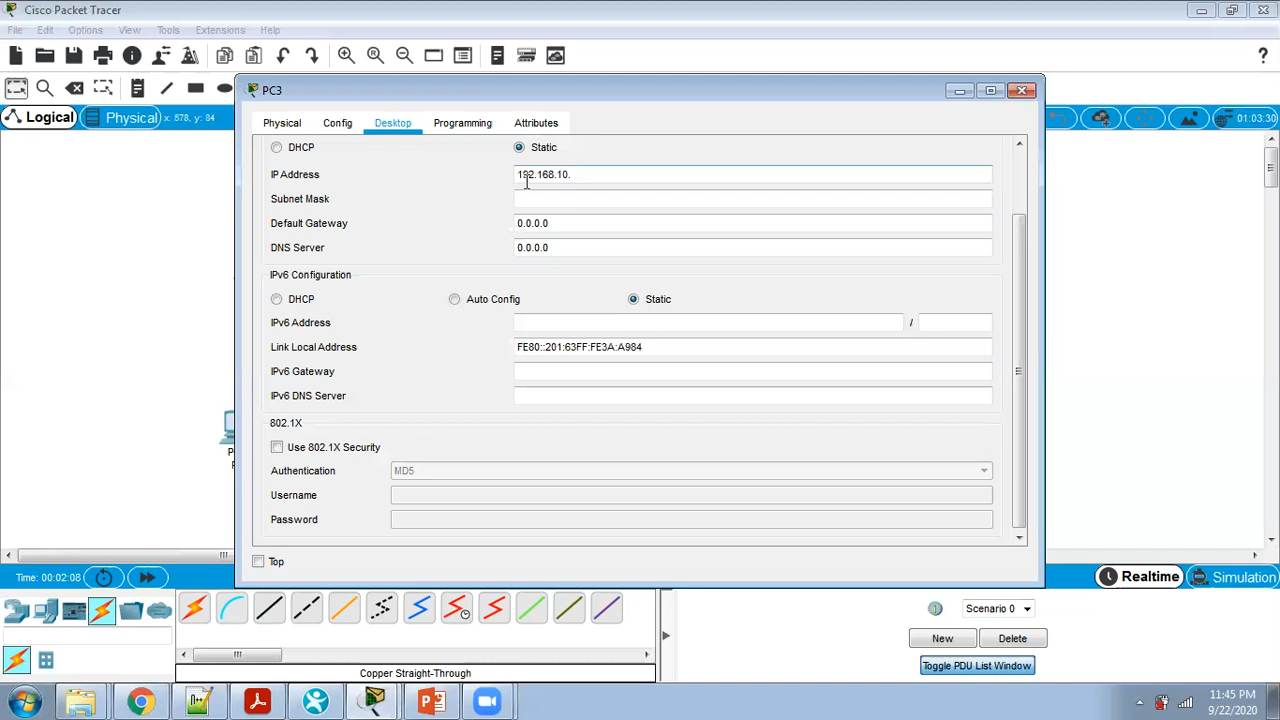 Cisco Packet Tracer
File Edit Options View Tools Extensions Help
Logical
Physical x: 878, y: 84
01:03:30
PC3
Physical Config Desktop Programming Attributes
DHCP Static
IP Address 192.168.10.
Subnet Mask
Default Gateway 0.0.0.0
DNS Server 0.0.0.0
IPv6 Configuration
DHCP Auto Config Static
IPv6 Address /
Link Local Address FE80::201:63FF:FE3A:A984
IPv6 Gateway
IPv6 DNS Server
802.1X
Use 802.1X Security
Authentication MD5
Username
Password
Top
Time: 00:02:08
Realtime Simulation
Scenario 0
New Delete
Toggle PDU List Window
Copper Straight-Through
11:45 PM
9/22/2020